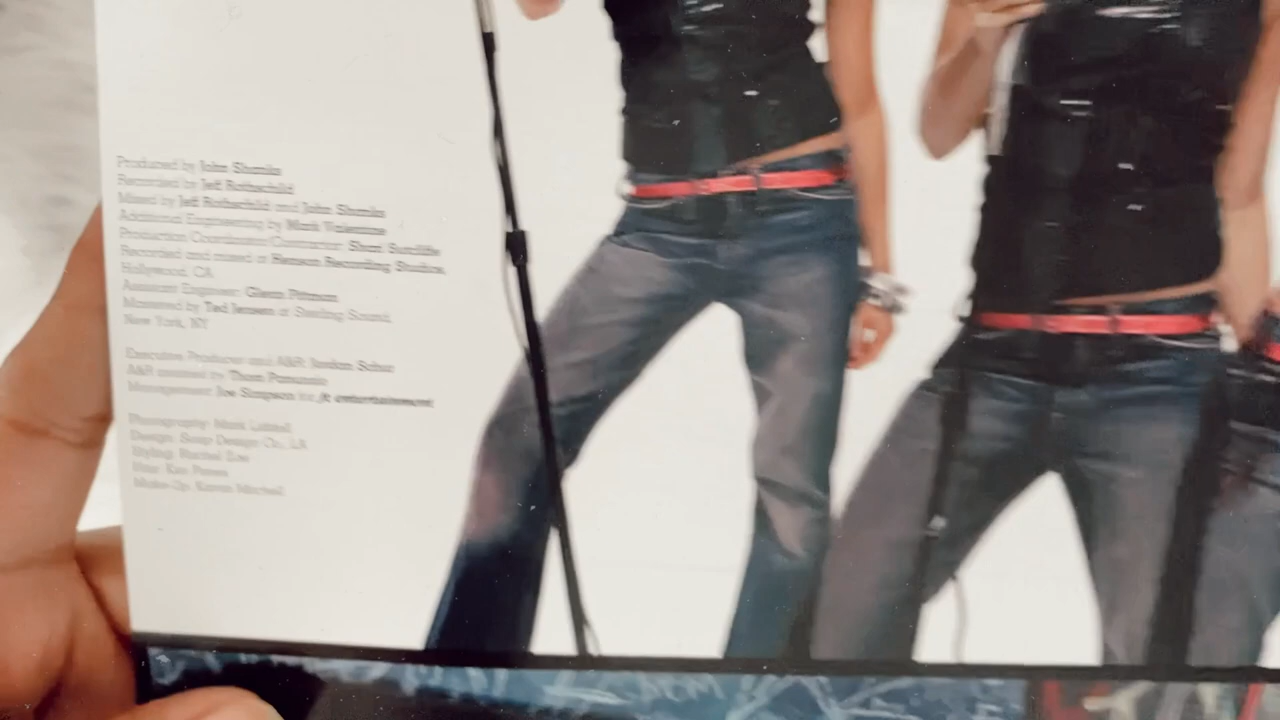 Produced by John Shanks
Recorded by Jeff Rothschild
Mixed by Jeff Rothschild and John Shanks
Additional Engineering by Mark Valentine
Production Coordinator/Contractor: Shari Sutcliffe
Recorded and mixed at Henson Recording Studios,
Hollywood, CA
Assistant Engineer: Glenn Pittman
Mastered by Ted Jensen at Sterling Sound,
New York, NY
Executive Producer and A&R: Jordan Schur
A&R assisted by Thom Panunzio
Management: Joe Simpson for jt entertainment
Photography: Mark Liddell
Design: Soap Design Co., LA
Styling: Rachel Zoe
Hair: Ken Paves
Make-Up: Karan Mitchell